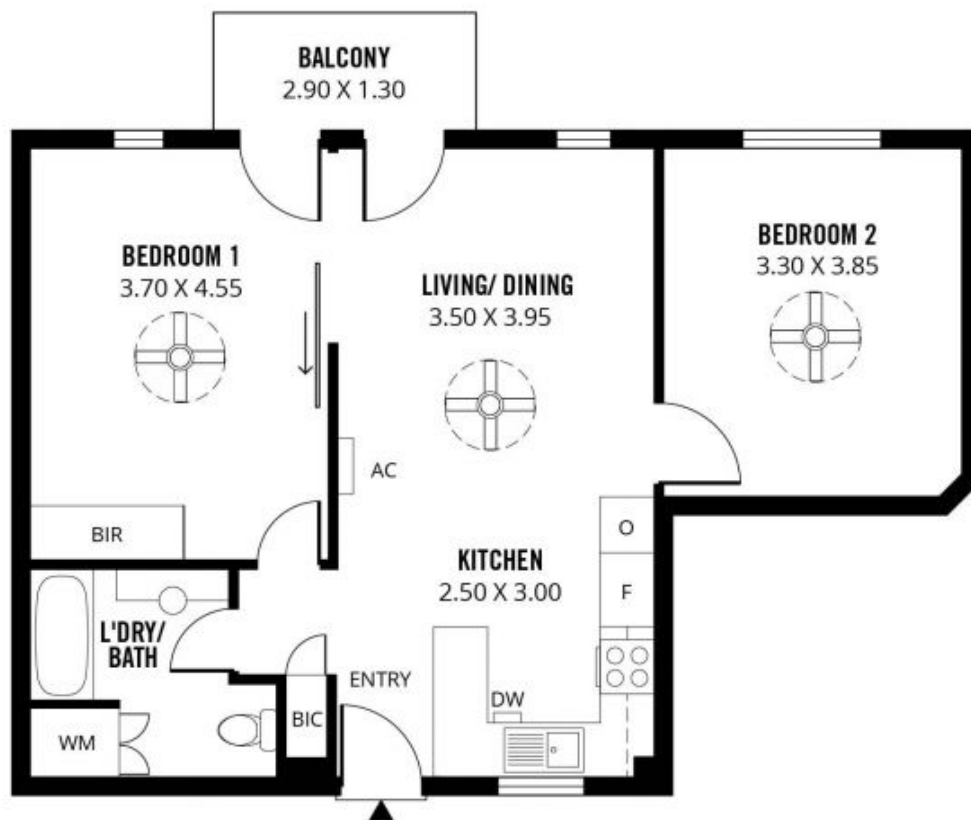 BALCONY
2.90 X 1.30
BEDROOM 1
3.70 X 4.55
LIVING/ DINING
3.50 X 3.95
BEDROOM 2
3.30 X 3.85
AC
BIR
KITCHEN
2.50 X 3.00
O
F
L'DRY/
BATH
ENTRY
DW
BIC
WM